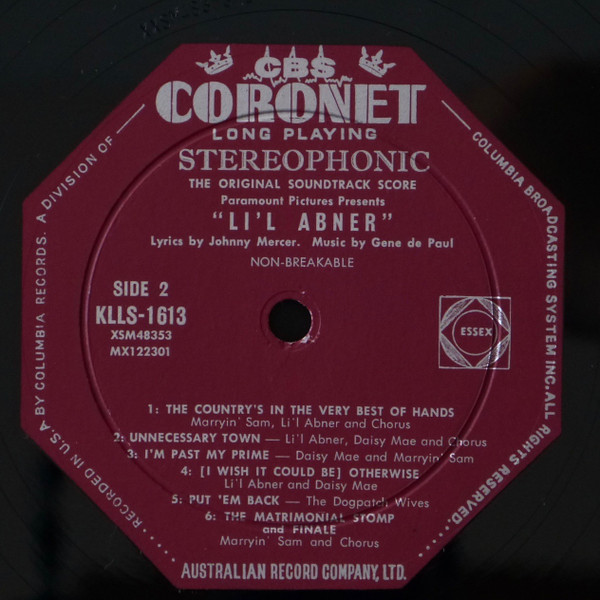 CBS
CORONET
LONG PLAYING
STEREOPHONIC
THE ORIGINAL SOUNDTRACK SCORE
Paramount Pictures Presents
"LI'L ABNER"
Lyrics by Johnny Mercer. Music by Gene de Paul
NON-BREAKABLE
SIDE 2
KLLS-1613
XSM48353
MX122301
ESSEX
1: THE COUNTRY'S IN THE VERY BEST OF HANDS
Marryin' Sam, Li'l Abner and Chorus
2: UNNECESSARY TOWN — Li'l Abner, Daisy Mae and Chorus
3: I'M PAST MY PRIME — Daisy Mae and Marryin' Sam
4: [I WISH IT COULD BE] OTHERWISE
Li'l Abner and Daisy Mae
5: PUT 'EM BACK — The Dogpatch Wives
6: THE MATRIMONIAL STOMP
and FINALE
Marryin' Sam and Chorus
AUSTRALIAN RECORD COMPANY, LTD.
RECORDED IN U.S.A BY COLUMBIA RECORDS. A DIVISION OF
COLUMBIA BROADCASTING SYSTEM INC. ALL RIGHTS RESERVED.